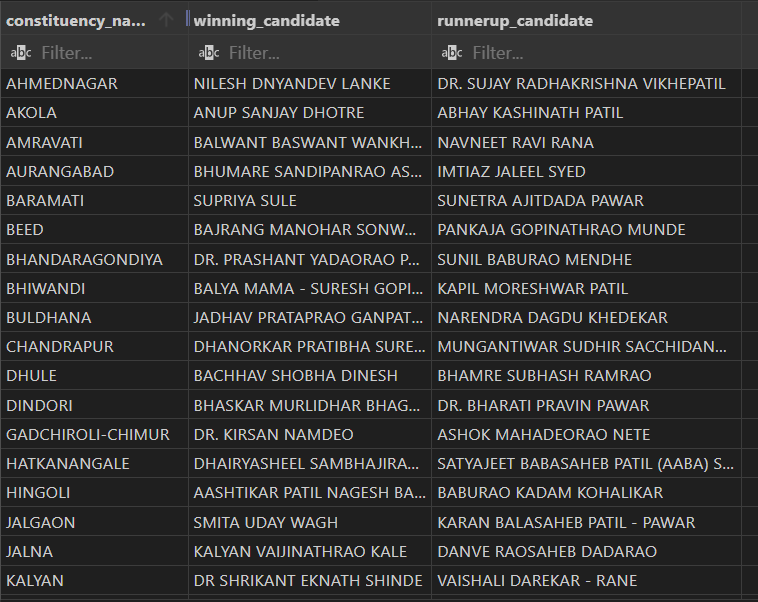 constituency_na... winning_candidate runnerup_candidate
abc Filter... abc Filter... abc Filter...
AHMEDNAGAR NILESH DNYANDEV LANKE DR. SUJAY RADHAKRISHNA VIKHEPATIL
AKOLA ANUP SANJAY DHOTRE ABHAY KASHINATH PATIL
AMRAVATI BALWANT BASWANT WANKH... NAVNEET RAVI RANA
AURANGABAD BHUMARE SANDIPANRAO AS... IMTIAZ JALEEL SYED
BARAMATI SUPRIYA SULE SUNETRA AJITDADA PAWAR
BEED BAJRANG MANOHAR SONW... PANKAJA GOPINATHRAO MUNDE
BHANDARAGONDIYA DR. PRASHANT YADAORAO P... SUNIL BABURAO MENDHE
BHIWANDI BALYA MAMA - SURESH GOPI... KAPIL MORESHWAR PATIL
BULDHANA JADHAV PRATAPRAO GANPAT... NARENDRA DAGDU KHEDEKAR
CHANDRAPUR DHANORKAR PRATIBHA SURE... MUNGANTIWAR SUDHIR SACCHIDAN...
DHULE BACHHAV SHOBHA DINESH BHAMRE SUBHASH RAMRAO
DINDORI BHASKAR MURLIDHAR BHAG... DR. BHARATI PRAVIN PAWAR
GADCHIROLI-CHIMUR DR. KIRSAN NAMDEO ASHOK MAHADEORAO NETE
HATKANANGALE DHAIRYASHEEL SAMBHAJIRA... SATYAJEET BABASAHEB PATIL (AABA) S...
HINGOLI AASHTIKAR PATIL NAGESH BA... BABURAO KADAM KOHALIKAR
JALGAON SMITA UDAY WAGH KARAN BALASAHEB PATIL - PAWAR
JALNA KALYAN VAIJINATHRAO KALE DANVE RAOSAHEB DADARAO
KALYAN DR SHRIKANT EKNATH SHINDE VAISHALI DAREKAR - RANE